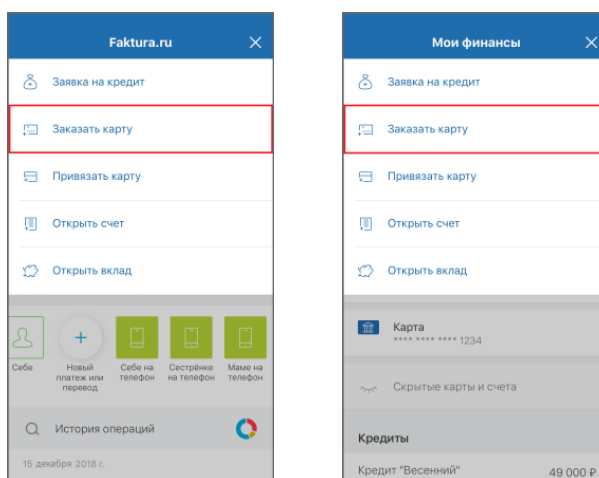 Faktura.ru
Заявка на кредит
Заказать карту
Привязать карту
Открыть счет
Открыть вклад
Себе
Новый
платеж или
перевод
Себе на
телефон
Сестрёнке
на телефон
Маме на
телефон
История операций
15 декабря 2018 г.
Мои финансы
Заявка на кредит
Заказать карту
Привязать карту
Открыть счет
Открыть вклад
Карта
**** **** **** 1234
Скрытые карты и счета
Кредиты
Кредит "Весенний"
49 000 ₽